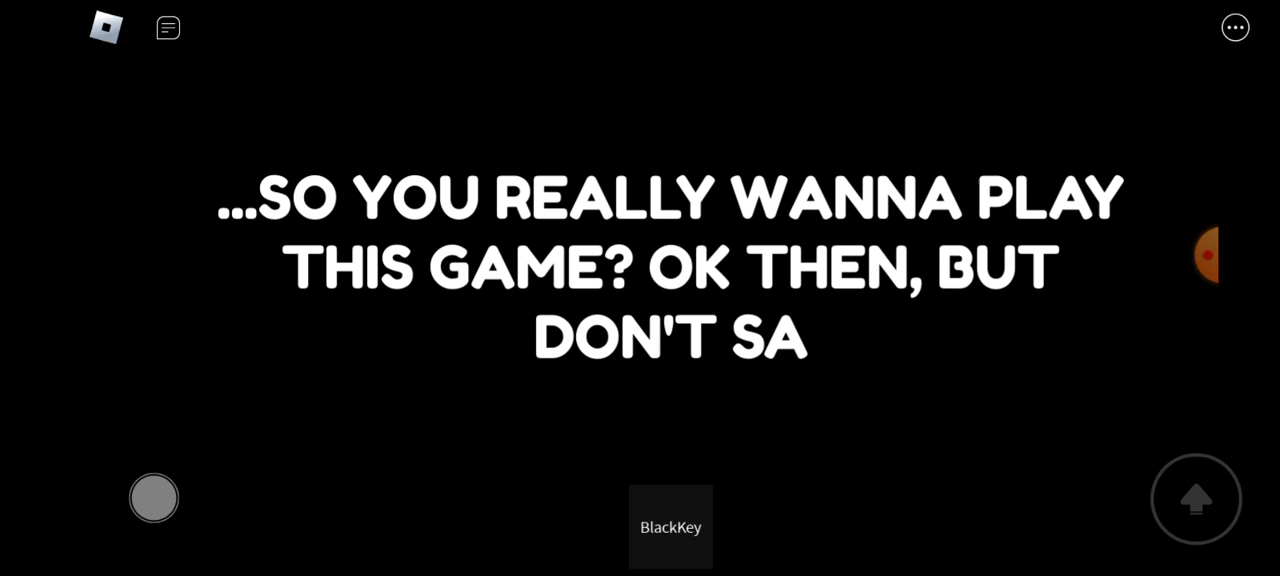 ...SO YOU REALLY WANNA PLAY
THIS GAME? OK THEN, BUT
DON'T SA
BlackKey